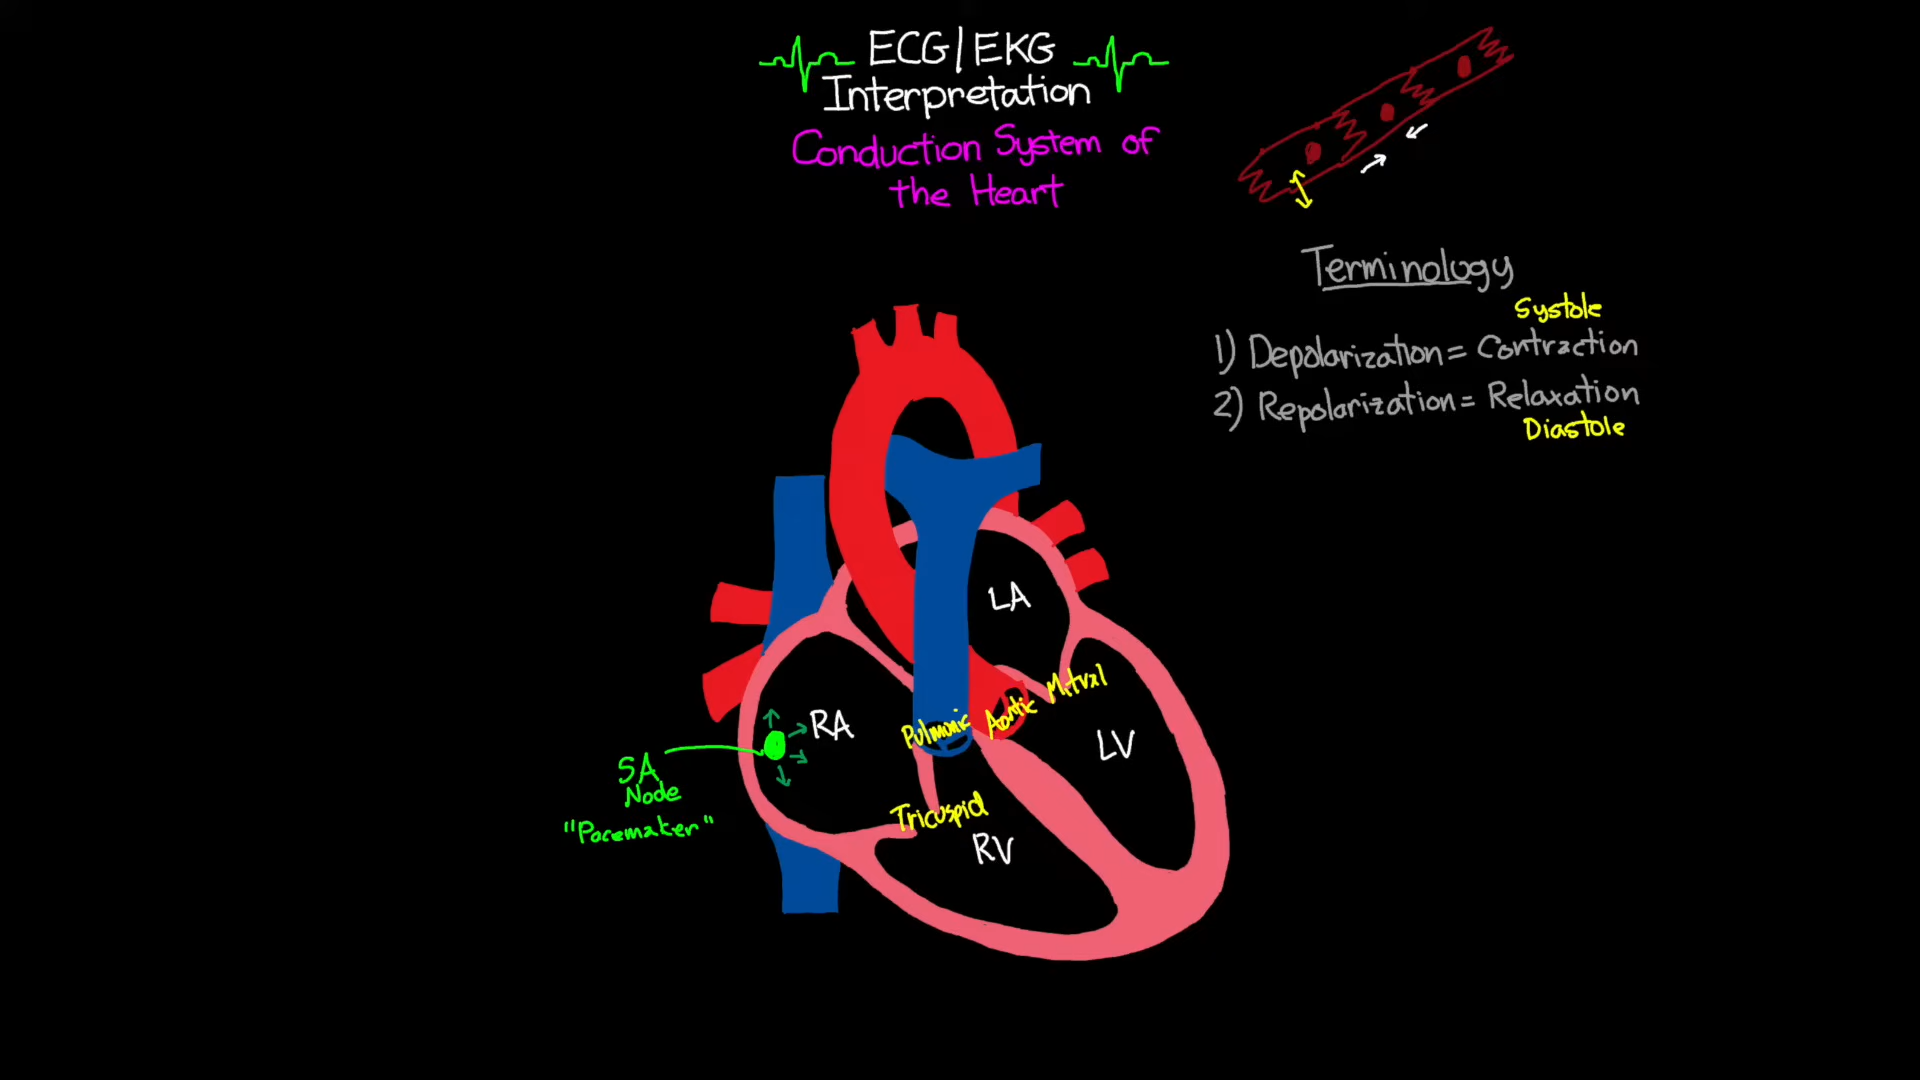 ECG/EKG
Interpretation
Conduction System of
the Heart
Terminology
Systole
1) Depolarization = Contraction
2) Repolarization = Relaxation
Diastole
LA
Mitral
Aortic
Pulmonic
RA
LV
SA
Node
"Pacemaker"
Tricuspid
RV